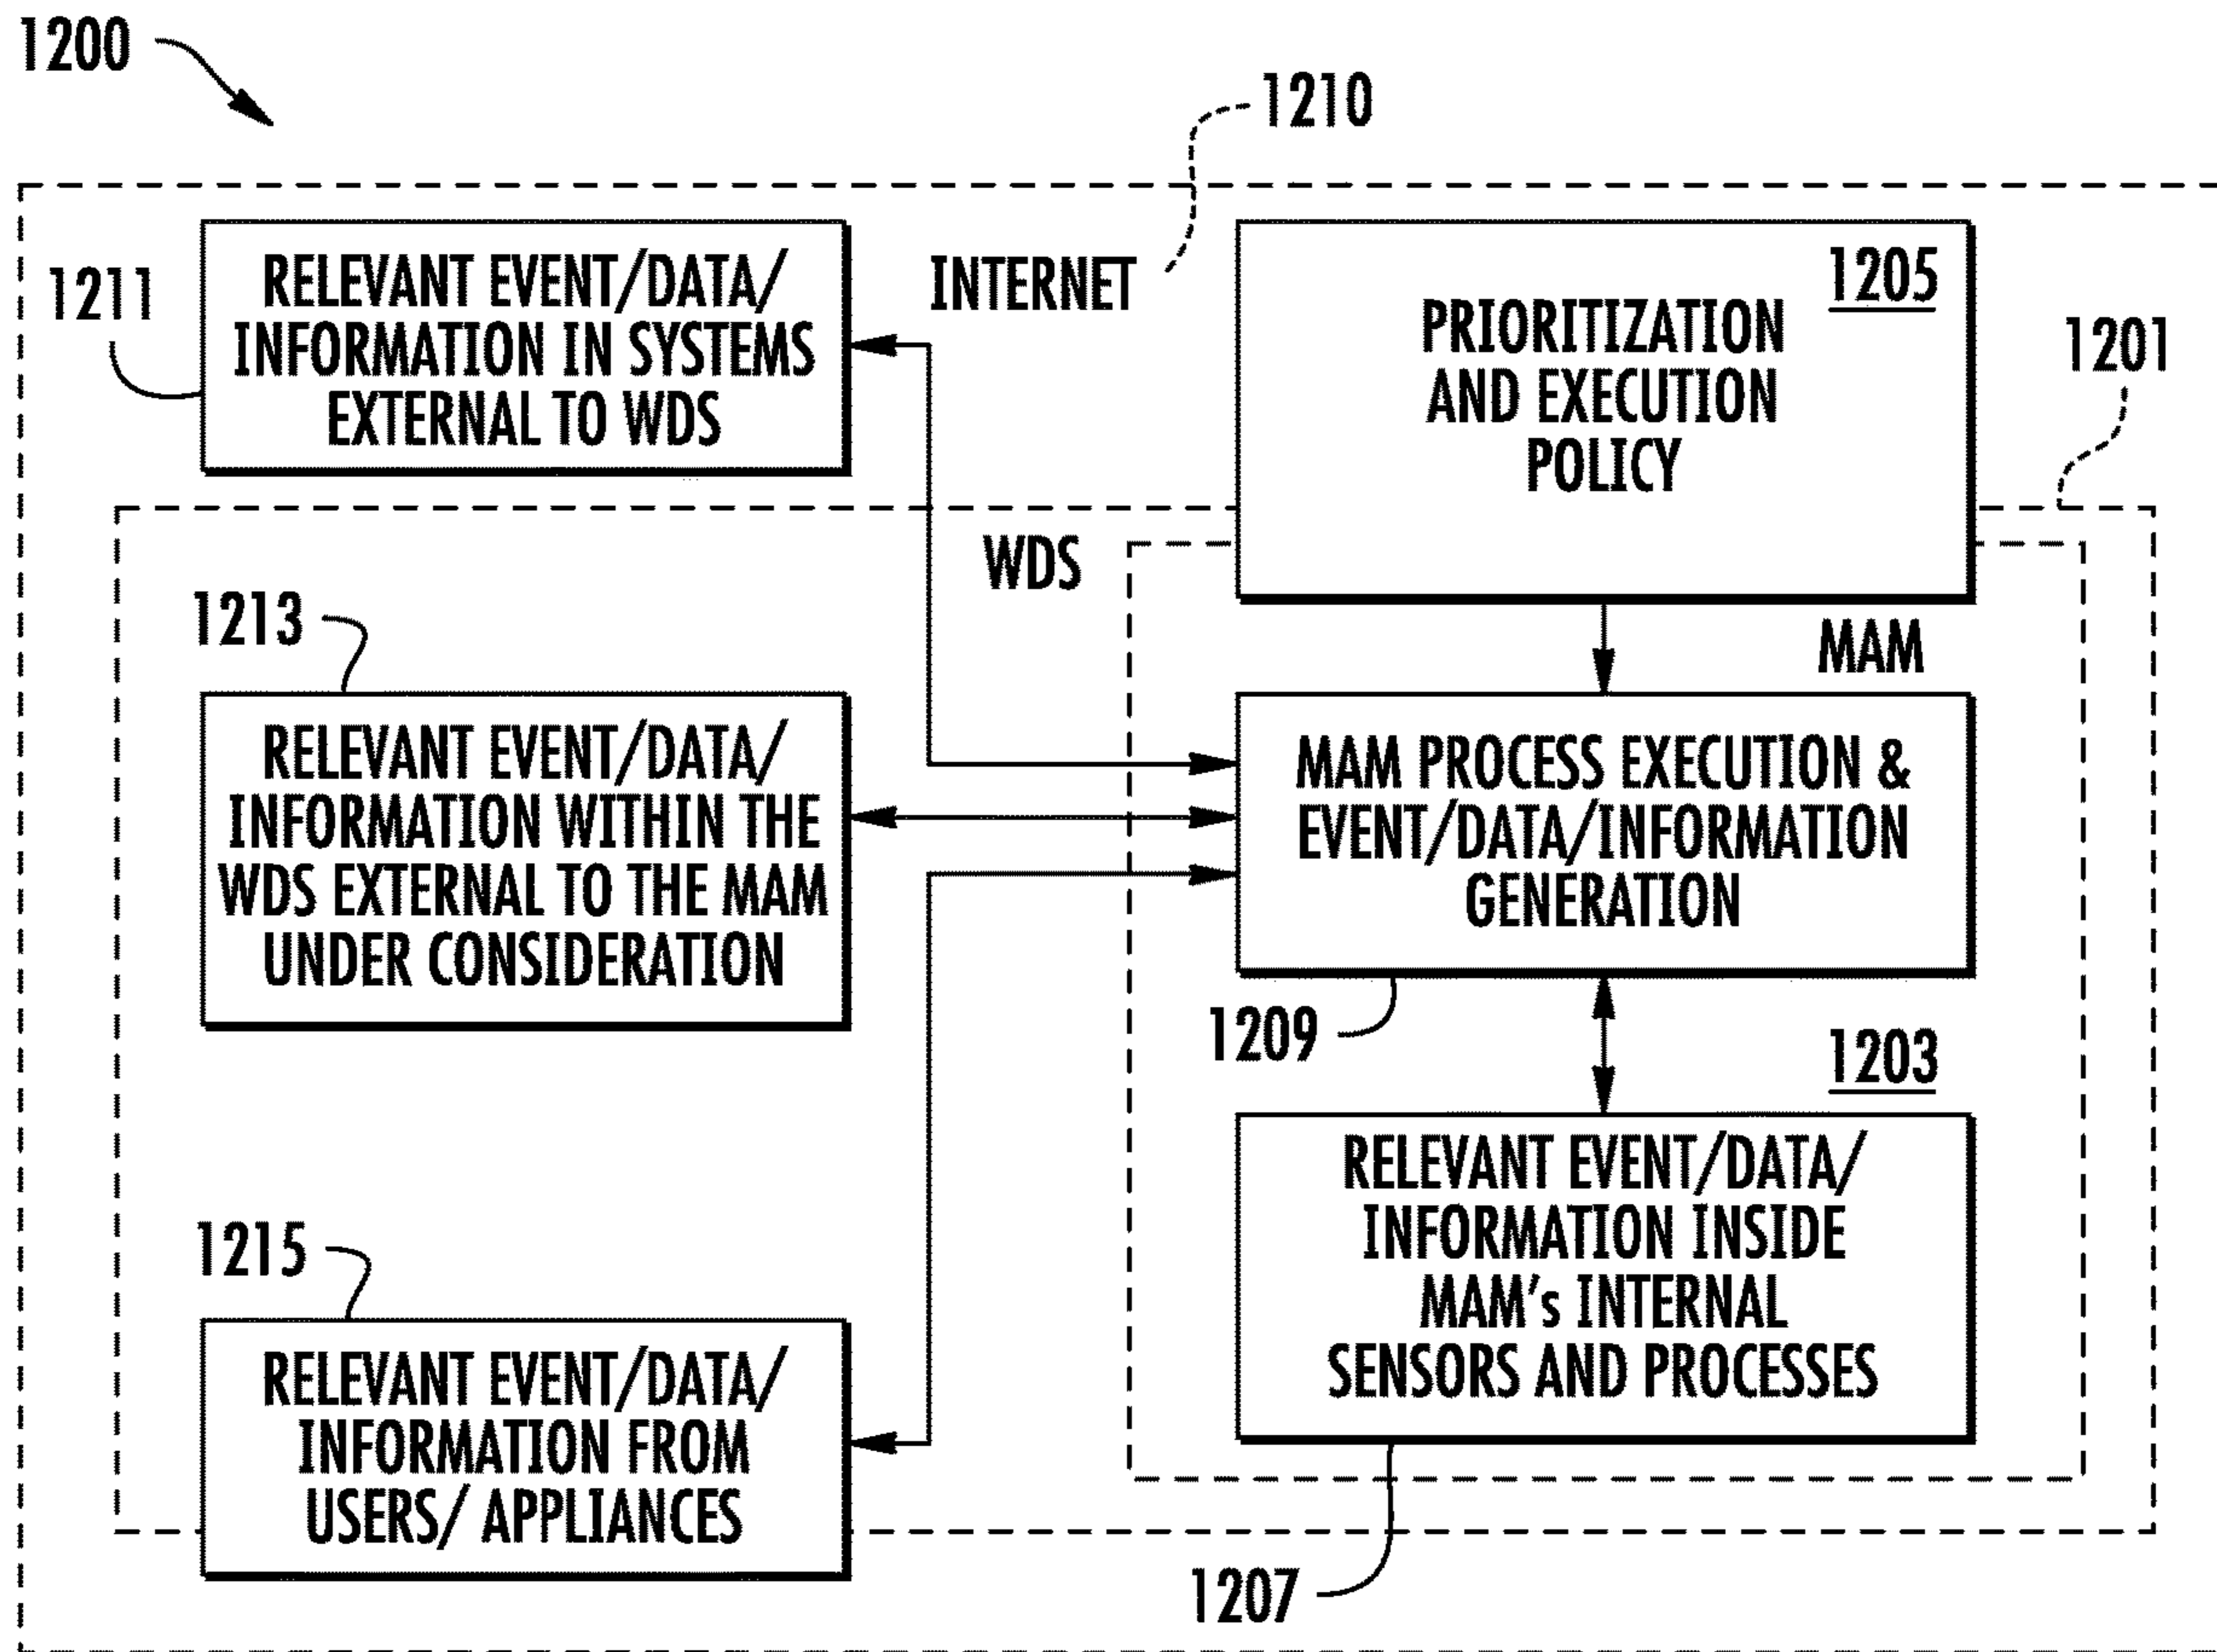 1200
1210
1211
RELEVANT EVENT/DATA/
INFORMATION IN SYSTEMS
EXTERNAL TO WDS
INTERNET
1205
PRIORITIZATION
AND EXECUTION
POLICY
1201
WDS
MAM
1213
RELEVANT EVENT/DATA/
INFORMATION WITHIN THE
WDS EXTERNAL TO THE MAM
UNDER CONSIDERATION
MAM PROCESS EXECUTION &
EVENT/DATA/INFORMATION
GENERATION
1209
1203
1215
RELEVANT EVENT/DATA/
INFORMATION FROM
USERS/ APPLIANCES
RELEVANT EVENT/DATA/
INFORMATION INSIDE
MAM's INTERNAL
SENSORS AND PROCESSES
1207